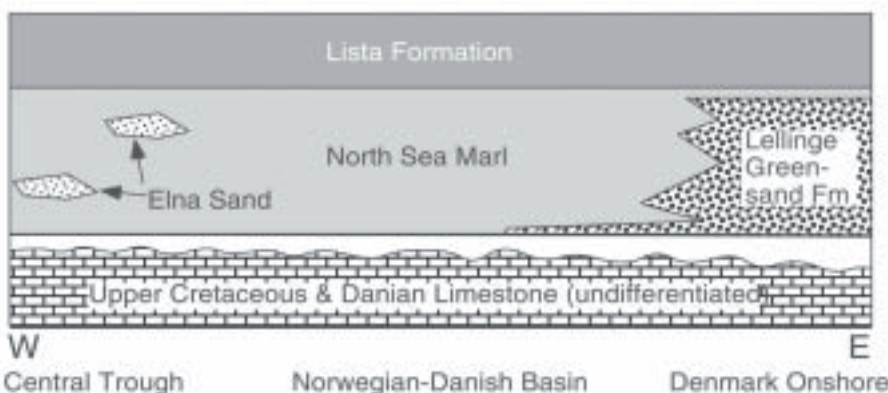 Lista Formation
North Sea Marl
Lellinge
Green-
sand Fm
Elna Sand
Upper Cretaceous & Danian Limestone (undifferentiated)
W E
Central Trough Norwegian-Danish Basin Denmark Onshore